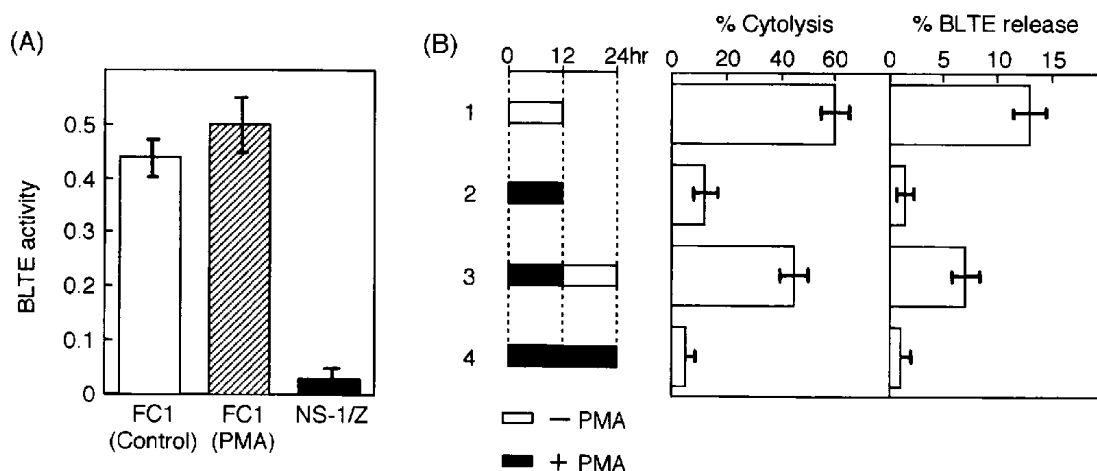 (A)
BLTE activity
0.5
0.4
0.3
0.2
0.1
0
FC1
(Control)
FC1
(PMA)
NS-1/Z
(B)
0 12 24hr
1
2
3
4
− PMA
+ PMA
% Cytolysis
0 20 40 60
% BLTE release
0 5 10 15